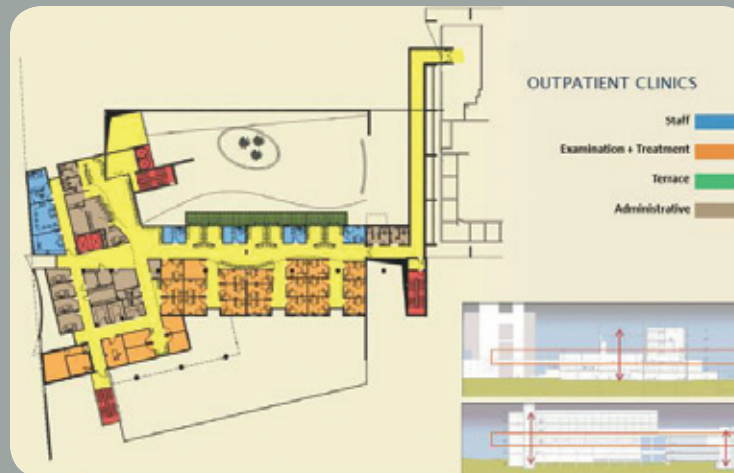 OUTPATIENT CLINICS
Staff
Examination + Treatment
Terrace
Administrative